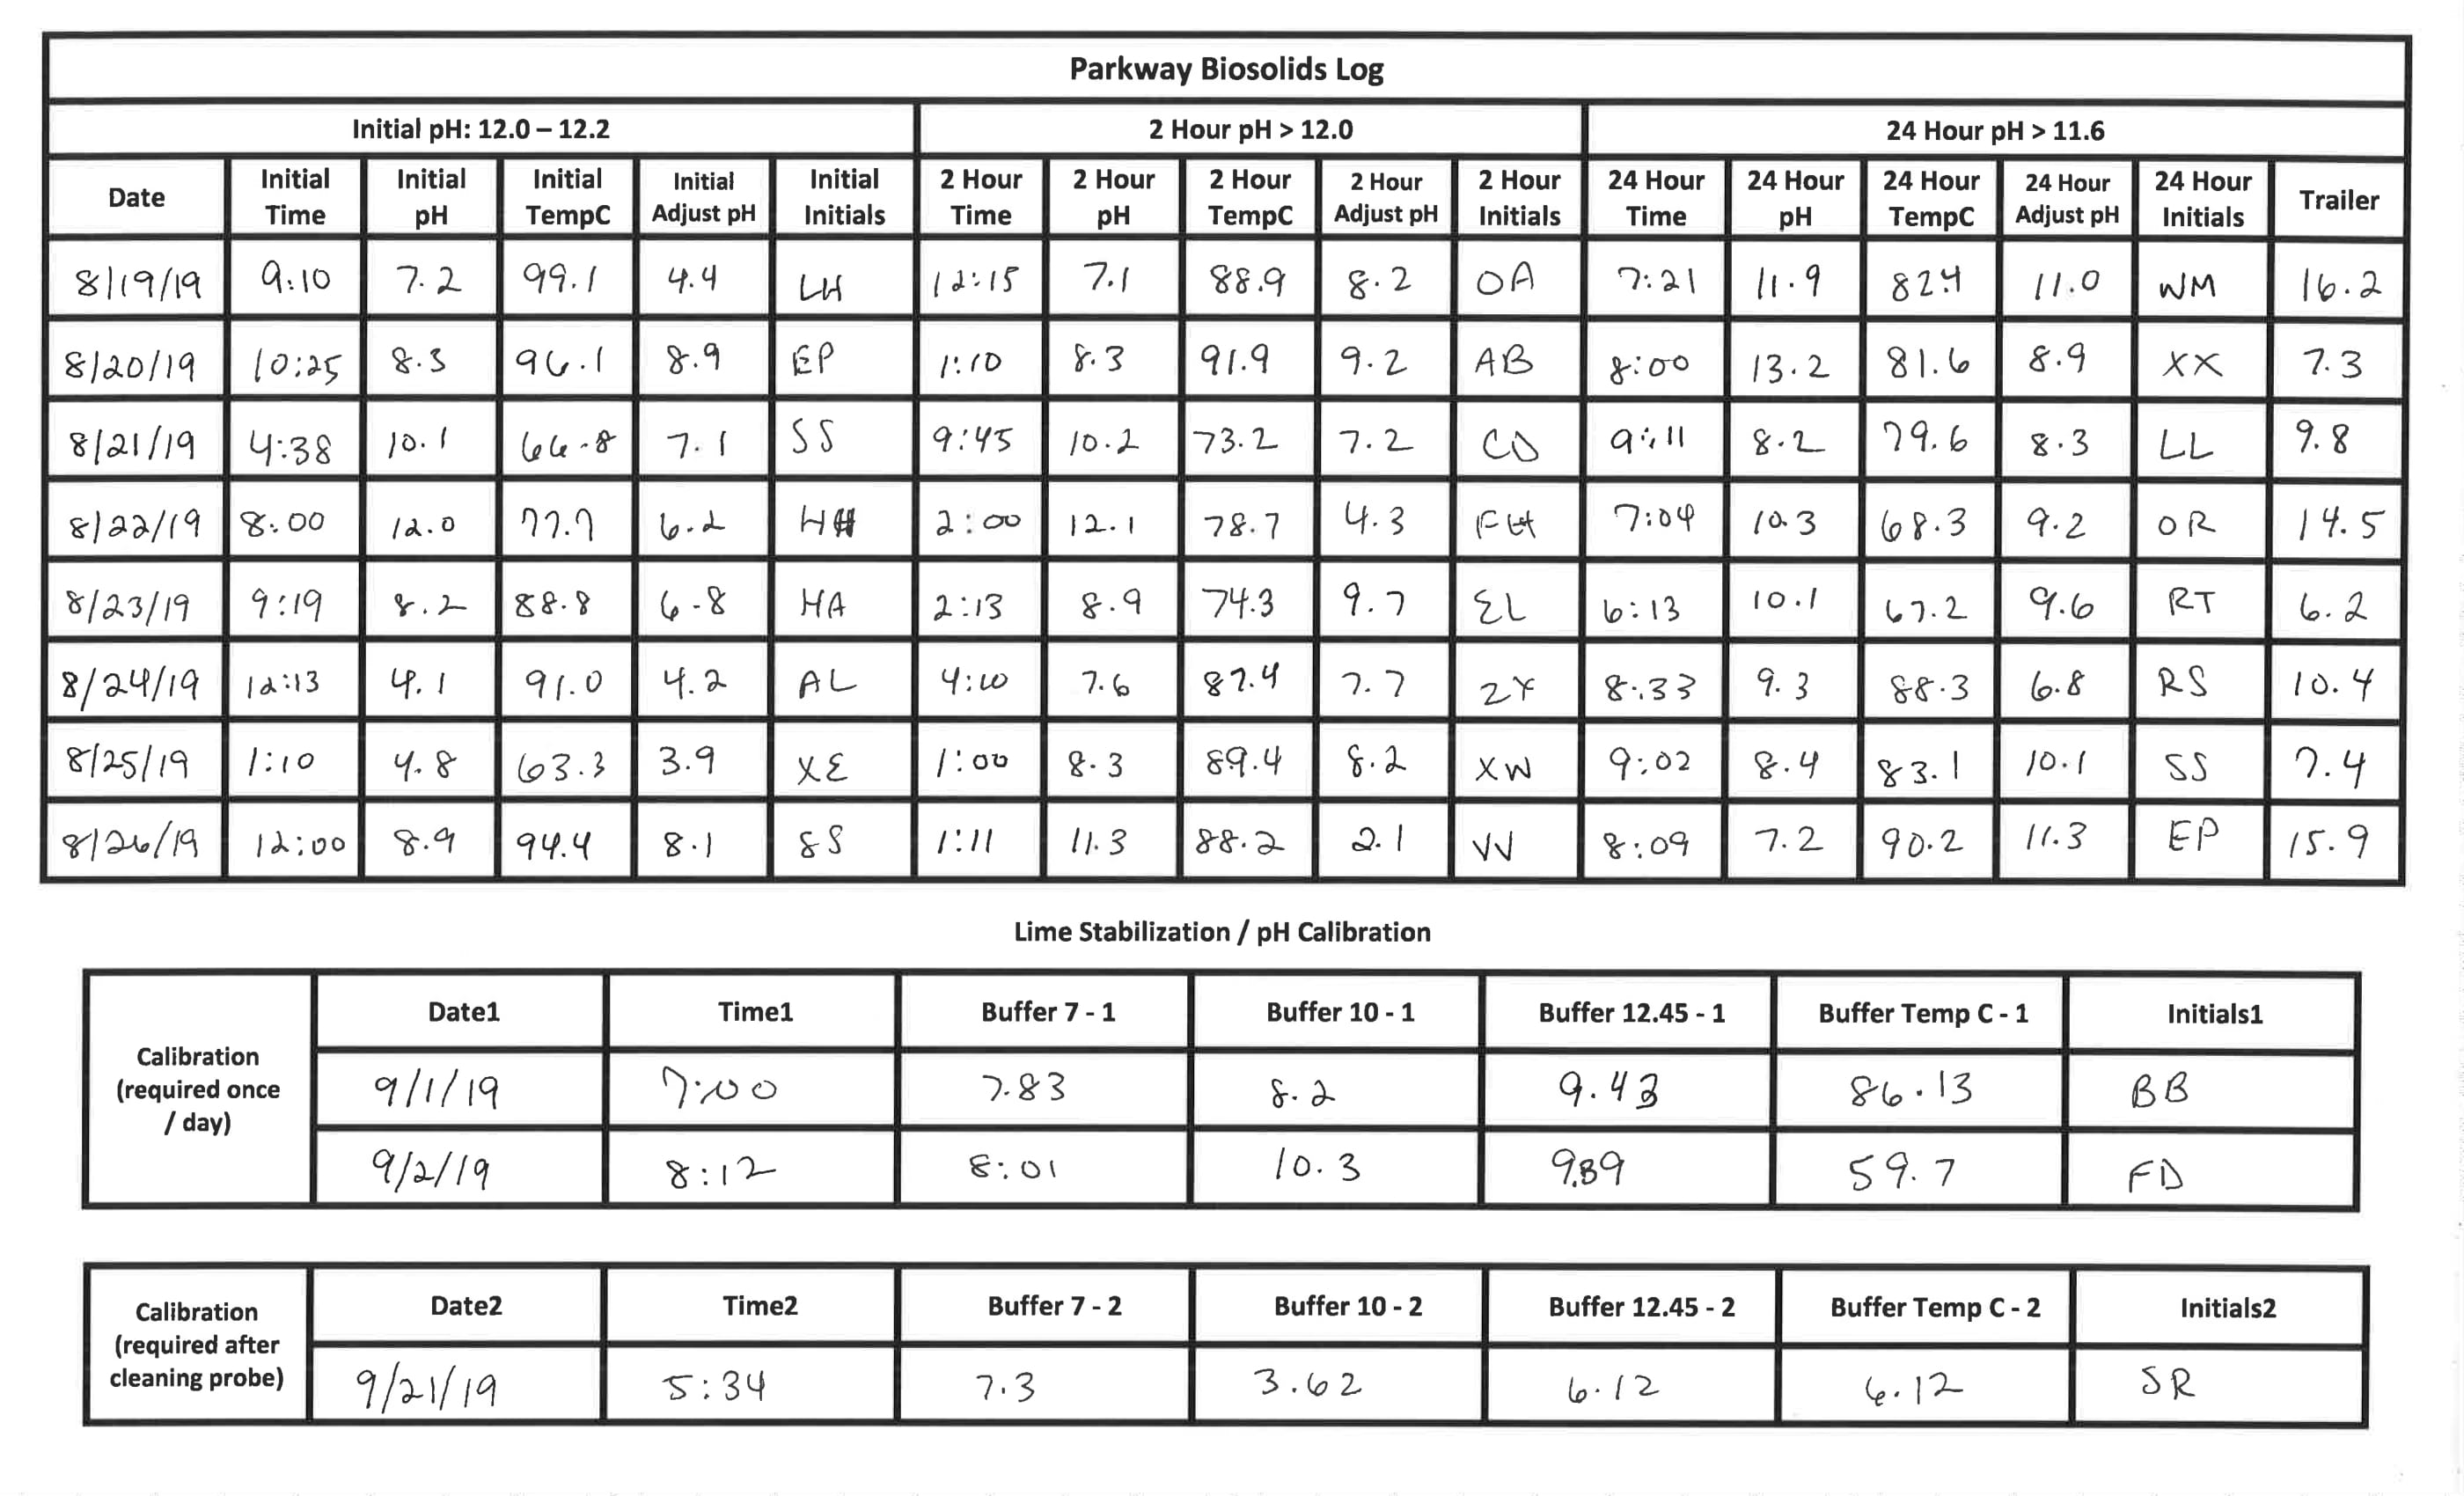 Parkway Biosolids Log
Initial pH: 12.0 – 12.2 2 Hour pH > 12.0 24 Hour pH > 11.6
Date Initial Time Initial pH Initial TempC Initial Adjust pH Initial Initials 2 Hour Time 2 Hour pH 2 Hour TempC 2 Hour Adjust pH 2 Hour Initials 24 Hour Time 24 Hour pH 24 Hour TempC 24 Hour Adjust pH 24 Hour Initials Trailer
8/19/19 9:10 7.2 99.1 4.4 LH 12:15 7.1 88.9 8.2 OA 7:21 11.9 82.4 11.0 WM 16.2
8/20/19 10:25 8.3 96.1 8.9 EP 1:10 8.3 91.9 9.2 AB 8:00 13.2 81.6 8.9 XX 7.3
8/21/19 4:38 10.1 66.8 7.1 SS 9:45 10.2 73.2 7.2 CD 9:11 8.2 79.6 8.3 LL 9.8
8/22/19 8:00 12.0 77.7 6.2 HH 2:00 12.1 78.7 4.3 FH 7:04 10.3 68.3 9.2 OR 14.5
8/23/19 9:19 8.2 88.8 6.8 HA 2:13 8.9 74.3 9.7 EL 6:13 10.1 67.2 9.6 RT 6.2
8/24/19 12:13 4.1 91.0 4.2 AL 4:10 7.6 87.4 7.7 ZY 8:33 9.3 88.3 6.8 RS 10.4
8/25/19 1:10 4.8 63.3 3.9 XE 1:00 8.3 89.4 8.2 XW 9:02 8.4 83.1 10.1 SS 7.4
8/26/19 12:00 8.9 94.4 8.1 SS 1:11 11.3 88.2 2.1 VV 8:09 7.2 90.2 11.3 EP 15.9
Lime Stabilization / pH Calibration
Calibration (required once / day) Date1 Time1 Buffer 7 - 1 Buffer 10 - 1 Buffer 12.45 - 1 Buffer Temp C - 1 Initials1
9/1/19 7:00 7.83 8.2 9.43 86.13 BB
9/2/19 8:12 8:01 10.3 9.89 59.7 FD
Calibration (required after cleaning probe) Date2 Time2 Buffer 7 - 2 Buffer 10 - 2 Buffer 12.45 - 2 Buffer Temp C - 2 Initials2
9/21/19 5:34 7.3 3.62 6.12 6.12 SR